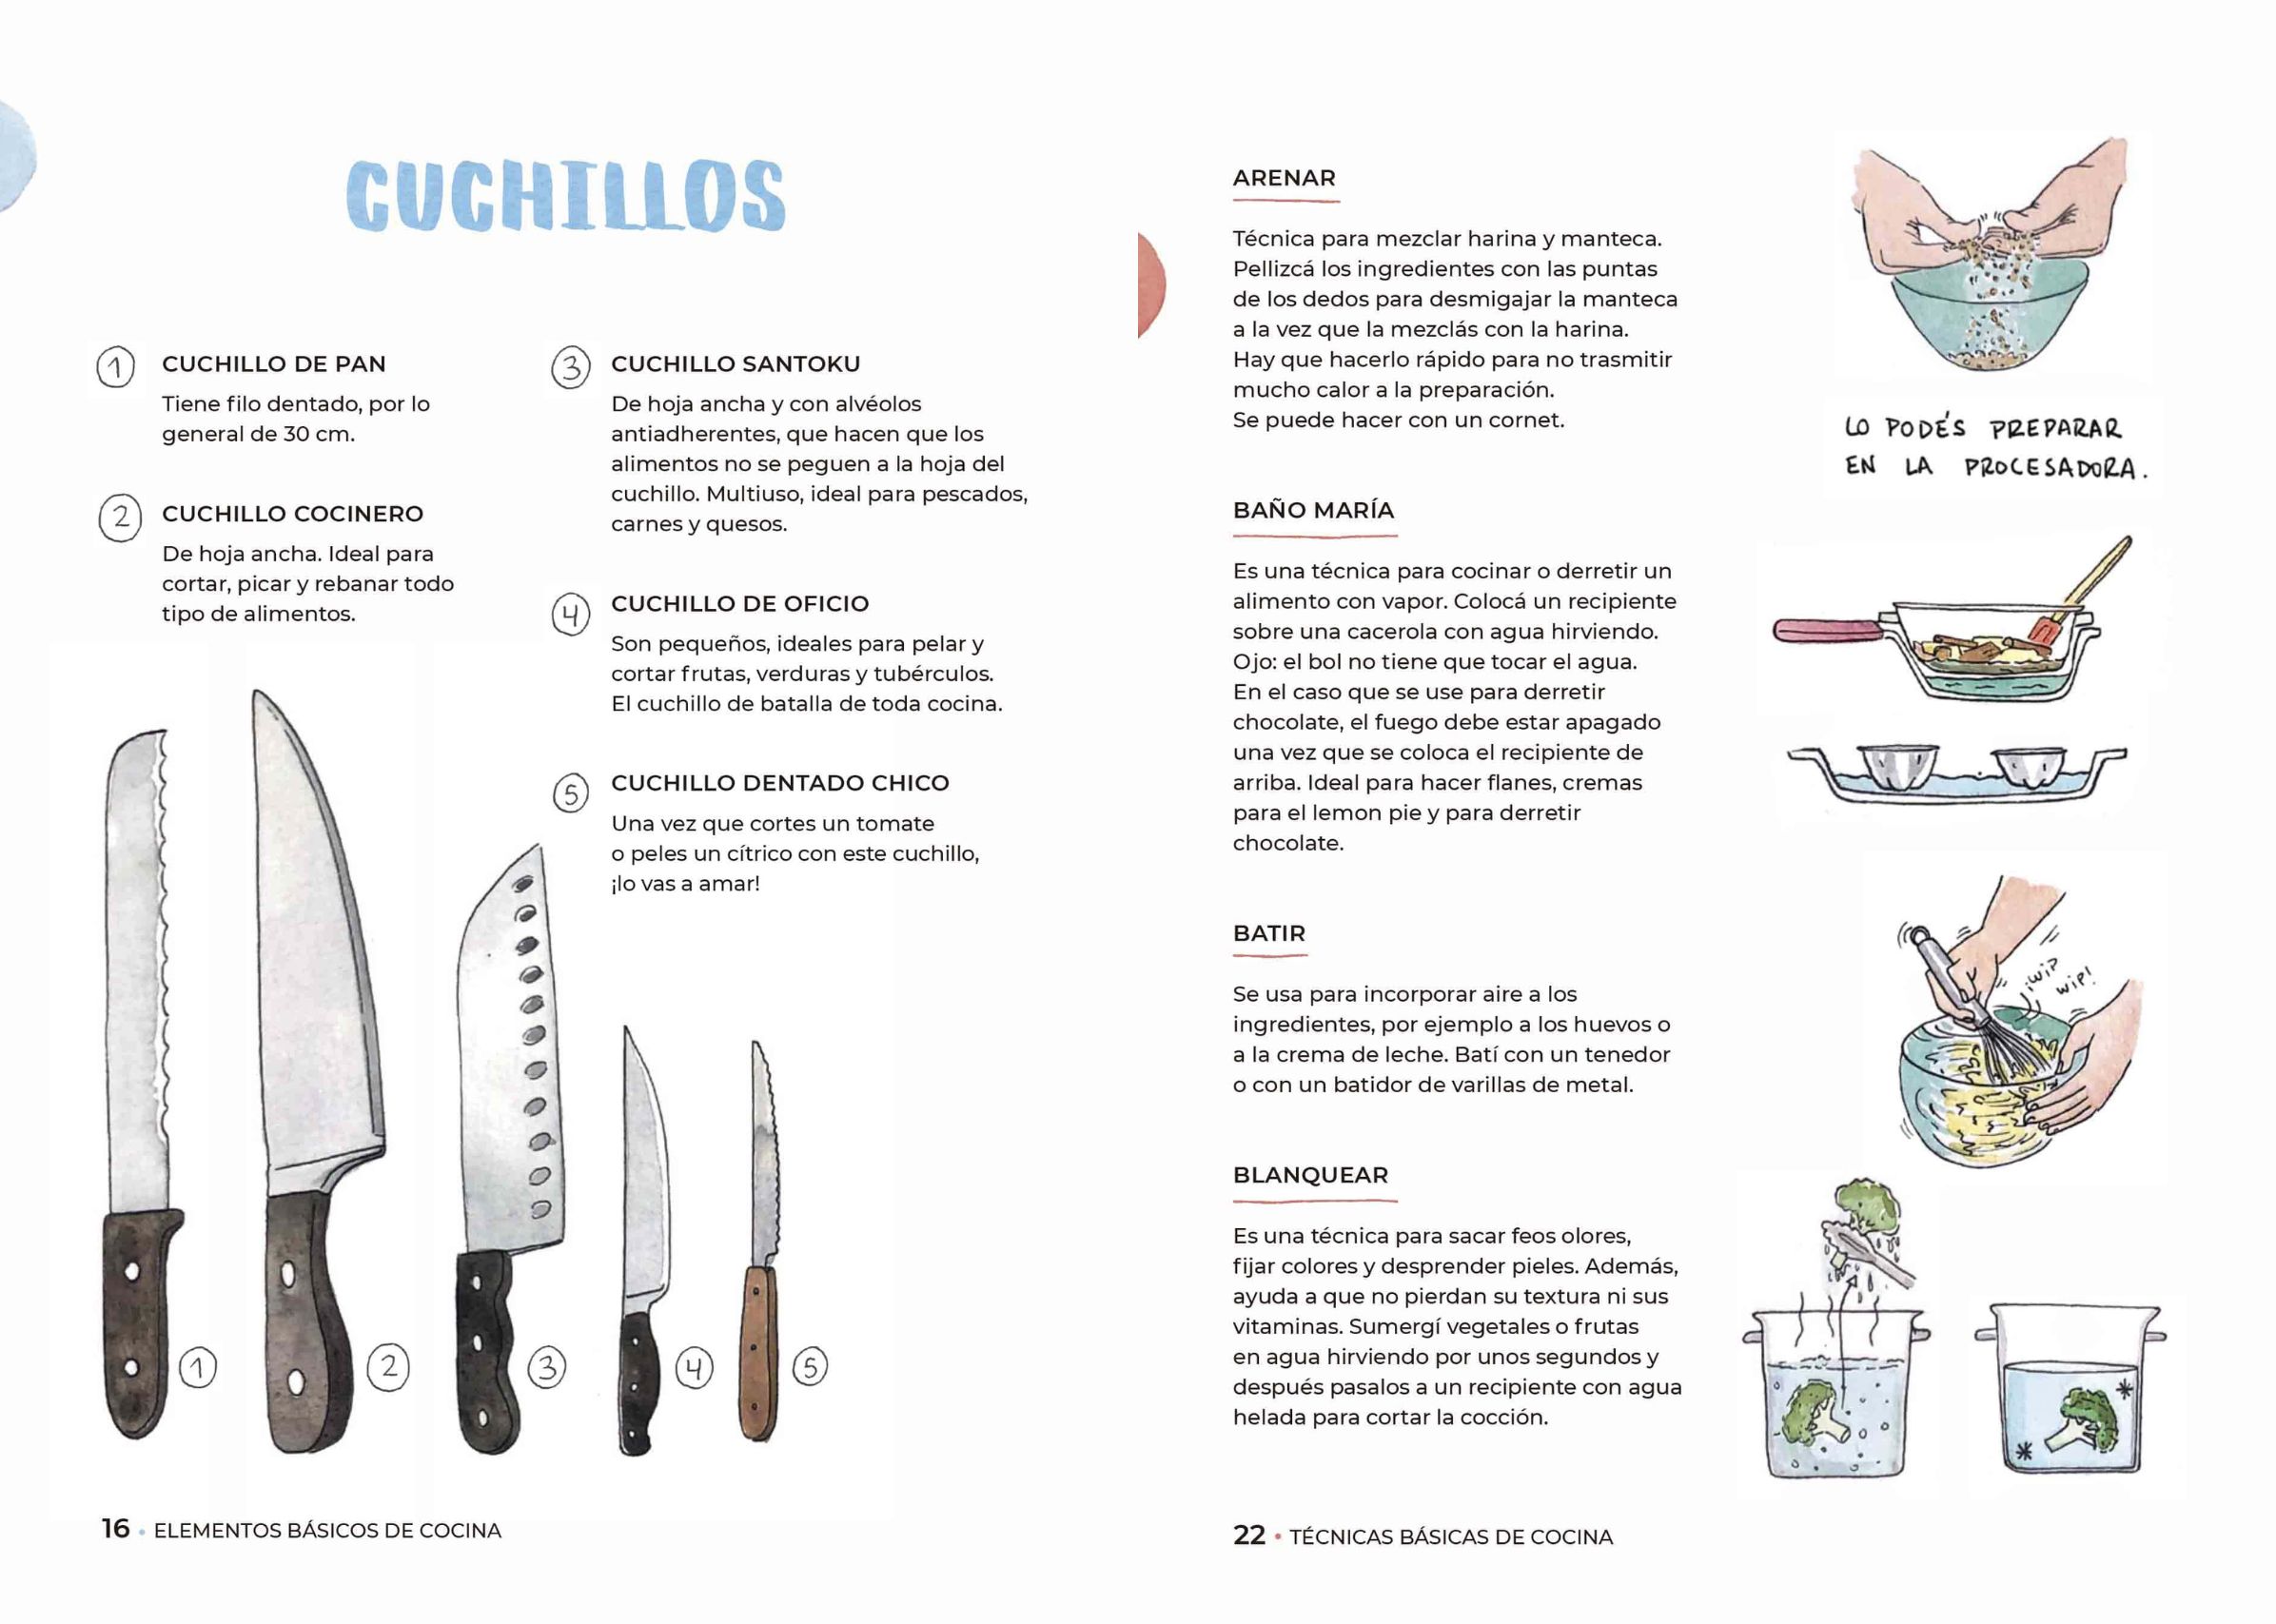 CUCHILLOS
1
CUCHILLO DE PAN
Tiene filo dentado, por lo
general de 30 cm.
2
CUCHILLO COCINERO
De hoja ancha. Ideal para
cortar, picar y rebanar todo
tipo de alimentos.
3
CUCHILLO SANTOKU
De hoja ancha y con alvéolos
antiadherentes, que hacen que los
alimentos no se peguen a la hoja del
cuchillo. Multiuso, ideal para pescados,
carnes y quesos.
4
CUCHILLO DE OFICIO
Son pequeños, ideales para pelar y
cortar frutas, verduras y tubérculos.
El cuchillo de batalla de toda cocina.
5
CUCHILLO DENTADO CHICO
Una vez que cortes un tomate
o peles un cítrico con este cuchillo,
¡lo vas a amar!
1
2
3
4
5
16 • ELEMENTOS BÁSICOS DE COCINA
ARENAR
Técnica para mezclar harina y manteca.
Pellizcá los ingredientes con las puntas
de los dedos para desmigajar la manteca
a la vez que la mezclás con la harina.
Hay que hacerlo rápido para no trasmitir
mucho calor a la preparación.
Se puede hacer con un cornet.
LO PODÉS PREPARAR
EN LA PROCESADORA.
BAÑO MARÍA
Es una técnica para cocinar o derretir un
alimento con vapor. Colocá un recipiente
sobre una cacerola con agua hirviendo.
Ojo: el bol no tiene que tocar el agua.
En el caso que se use para derretir
chocolate, el fuego debe estar apagado
una vez que se coloca el recipiente de
arriba. Ideal para hacer flanes, cremas
para el lemon pie y para derretir
chocolate.
BATIR
Se usa para incorporar aire a los
ingredientes, por ejemplo a los huevos o
a la crema de leche. Batí con un tenedor
o con un batidor de varillas de metal.
¡WIP
WIP!
BLANQUEAR
Es una técnica para sacar feos olores,
fijar colores y desprender pieles. Además,
ayuda a que no pierdan su textura ni sus
vitaminas. Sumergí vegetales o frutas
en agua hirviendo por unos segundos y
después pasalos a un recipiente con agua
helada para cortar la cocción.
22 • TÉCNICAS BÁSICAS DE COCINA